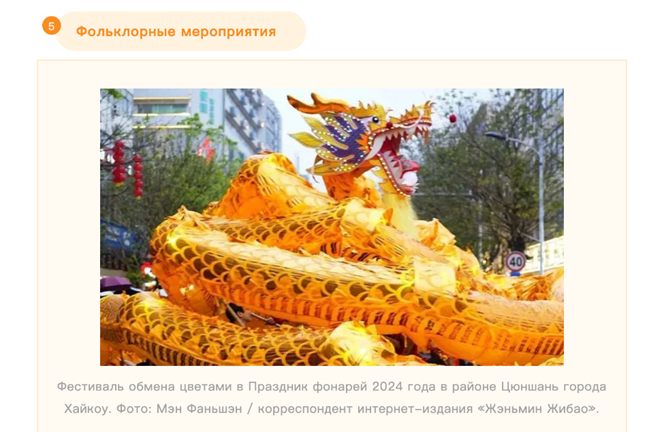 5
Фольклорные мероприятия
40
Фестиваль обмена цветами в Праздник фонарей 2024 года в районе Цюншань города
Хайкоу. Фото: Мэн Фаньшэн / корреспондент интернет-издания «Жэньмин Жибао».